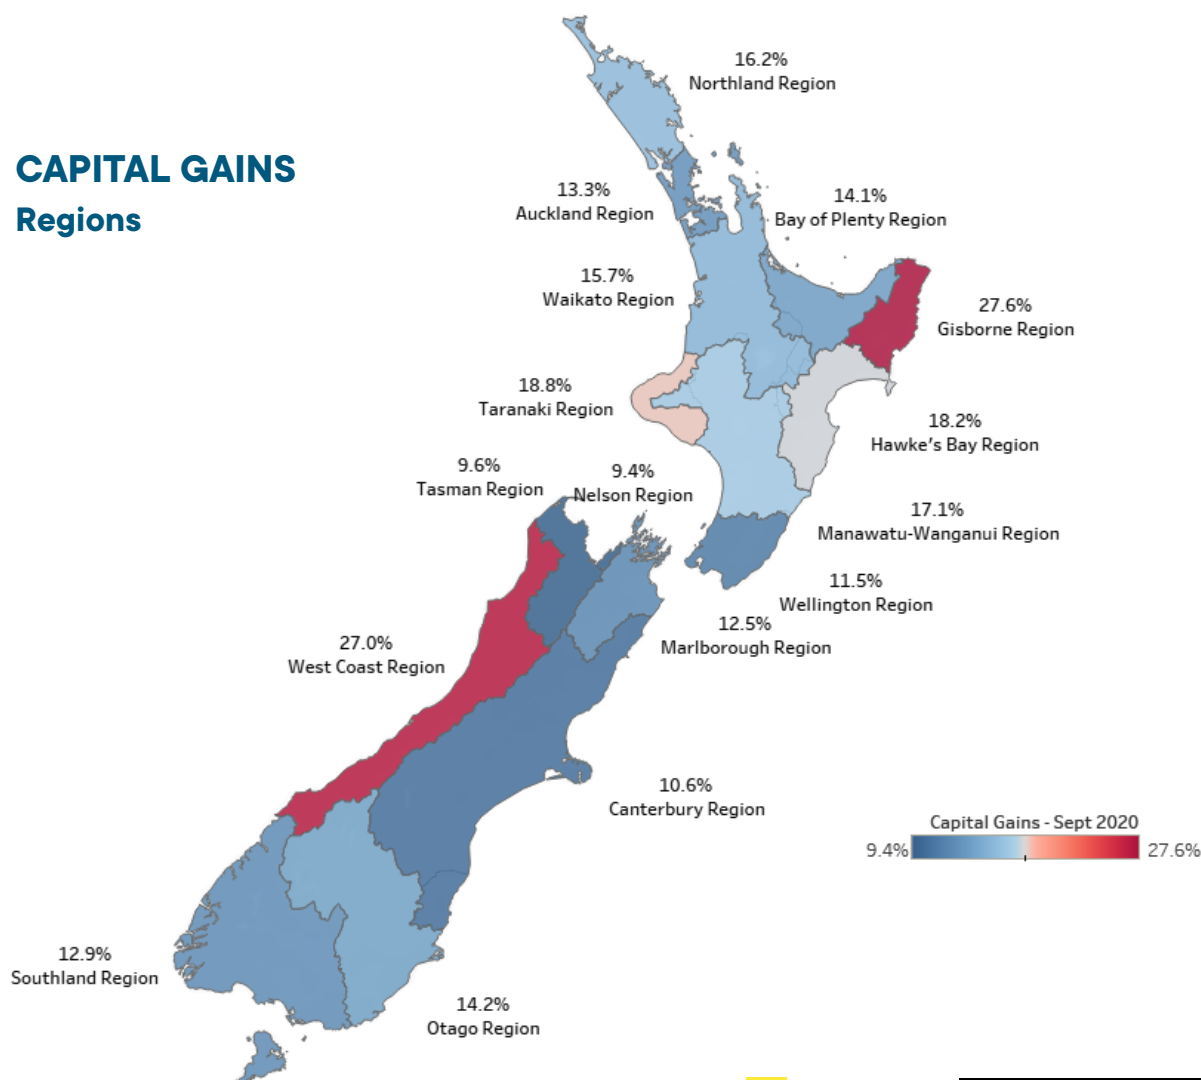 CAPITAL GAINS
Regions
16.2%
Northland Region
13.3%
Auckland Region
14.1%
Bay of Plenty Region
15.7%
Waikato Region
27.6%
Gisborne Region
18.8%
Taranaki Region
18.2%
Hawke's Bay Region
9.6%
Tasman Region
9.4%
Nelson Region
17.1%
Manawatu-Wanganui Region
11.5%
Wellington Region
12.5%
Marlborough Region
27.0%
West Coast Region
10.6%
Canterbury Region
Capital Gains - Sept 2020
9.4%
27.6%
12.9%
Southland Region
14.2%
Otago Region